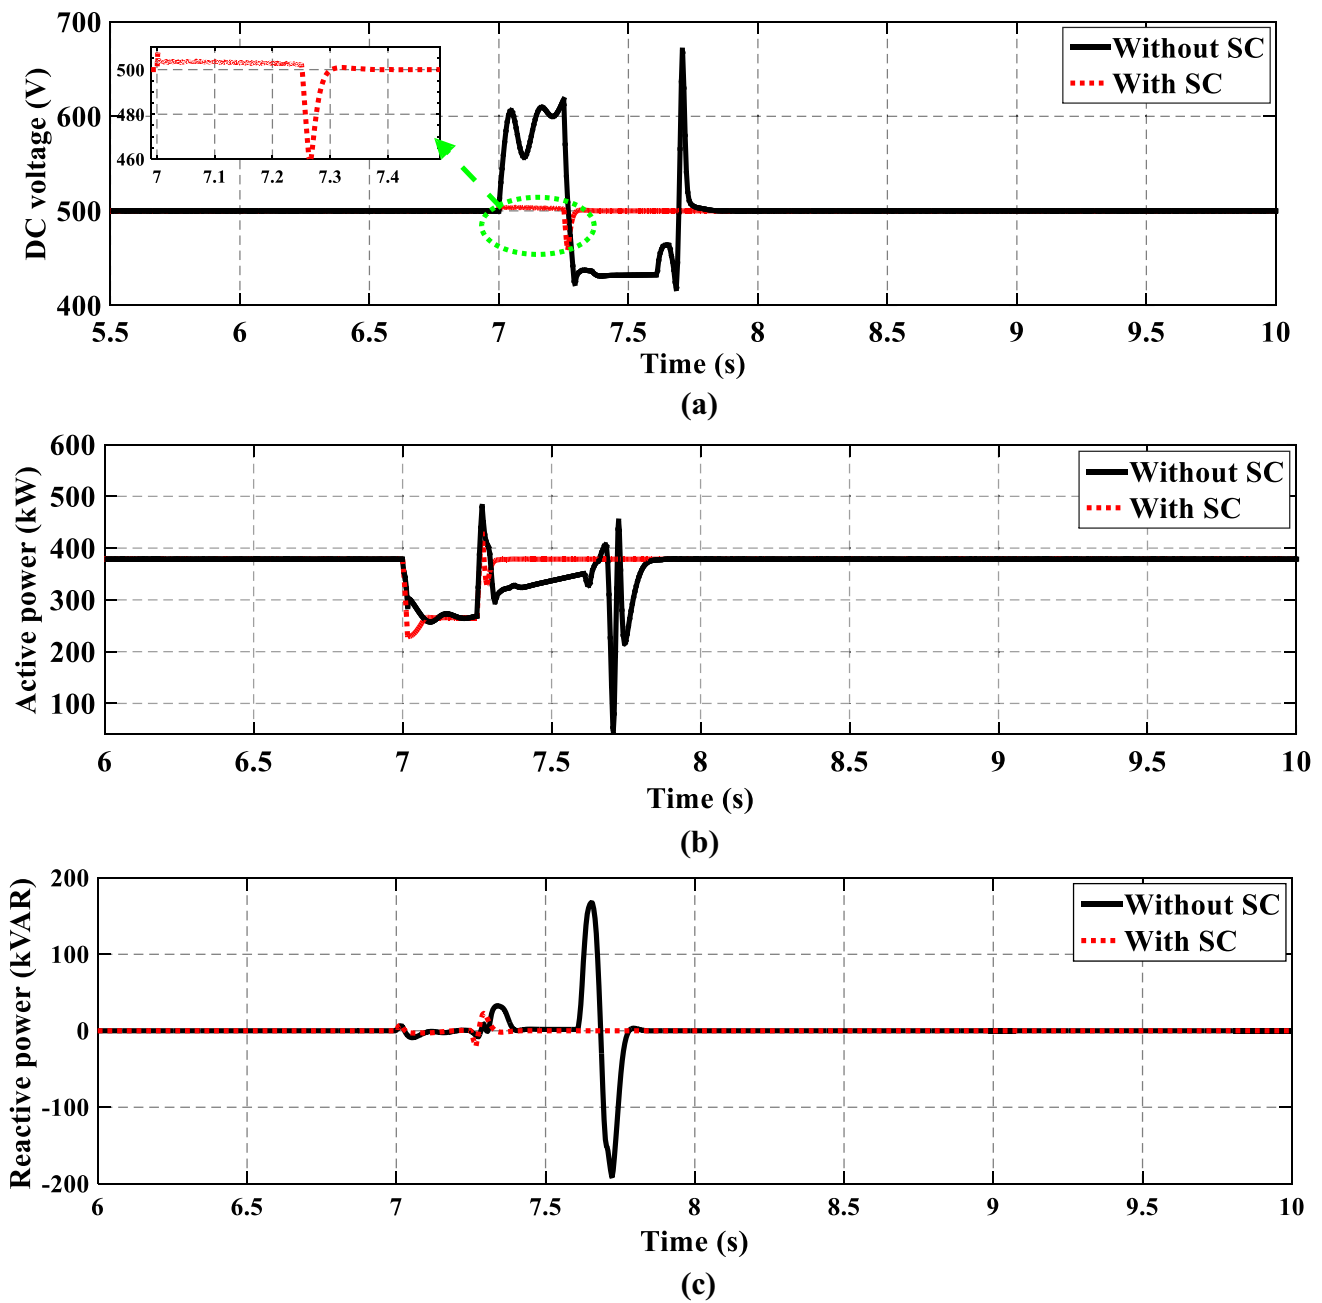 DC voltage (V)
700
600
500
400
5.5 6 6.5 7 7.5 8 8.5 9 9.5 10
Time (s)
500
480
460
7 7.1 7.2 7.3 7.4
Without SC
With SC
(a)
Active power (kW)
600
500
400
300
200
100
6 6.5 7 7.5 8 8.5 9 9.5 10
Time (s)
Without SC
With SC
(b)
Reactive power (kVAR)
200
100
0
-100
-200
6 6.5 7 7.5 8 8.5 9 9.5 10
Time (s)
Without SC
With SC
(c)